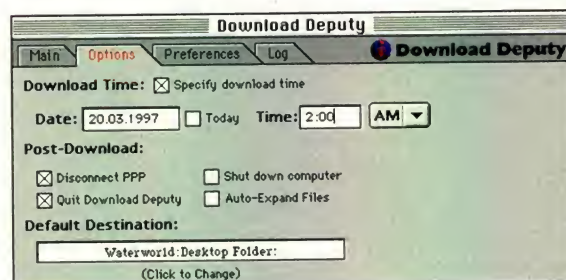 Download Deputy
Main Options Preferences Log Download Deputy
Download Time: Specify download time
Date: 20.03.1997 Today Time: 2:00 AM
Post-Download:
Disconnect PPP Shut down computer
Quit Download Deputy Auto-Expand Files
Default Destination:
Waterworld:Desktop Folder:
(Click to Change)